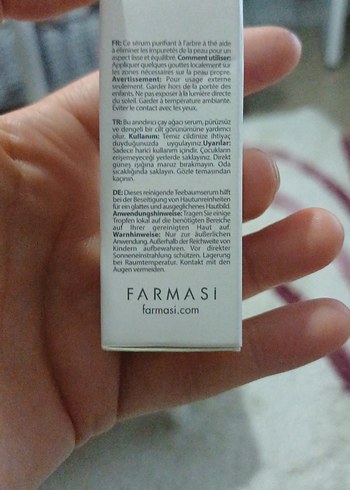 FR: Ce sérum purifiant à l'arbre à thé aide
à éliminer les impuretés de la peau pour un
aspect lisse et équilibré. Comment utiliser:
Appliquer quelques gouttes localement sur
les zones nécessaires sur la peau propre.
Avertissement: Pour usage externe
seulement. Garder hors de la portée des
enfants. Ne pas exposer à la lumière directe
du soleil. Garder à température ambiante.
Éviter le contact avec les yeux.
TR: Bu arındırıcı çay ağacı serum, pürüzsüz
ve dengeli bir cilt görünümüne yardımcı
olur. Kullanım: Temiz cildinize ihtiyaç
duyduğunuzda uygulayınız. Uyarılar:
Sadece harici kullanım içindir. Çocukların
erişemeyeceği yerlerde saklayınız. Direkt
güneş ışığına maruz bırakmayın. Oda
sıcaklığında saklayın. Gözle temasından
kaçının.
DE: Dieses reinigende Teebaumserum hilft
bei der Beseitigung von Hautunreinheiten
für ein glattes und ausgeglichenes Hautbild.
Anwendungshinweise: Tragen Sie einige
Tropfen lokal auf die benötigten Bereiche
auf Ihrer gereinigten Haut auf.
Warnhinweise: Nur zur äußerlichen
Anwendung. Außerhalb der Reichweite von
Kindern aufbewahren. Vor direkter
Sonneneinstrahlung schützen. Lagerung
bei Raumtemperatur. Kontakt mit den
Augen vermeiden.
FARMASİ
farmasi.com